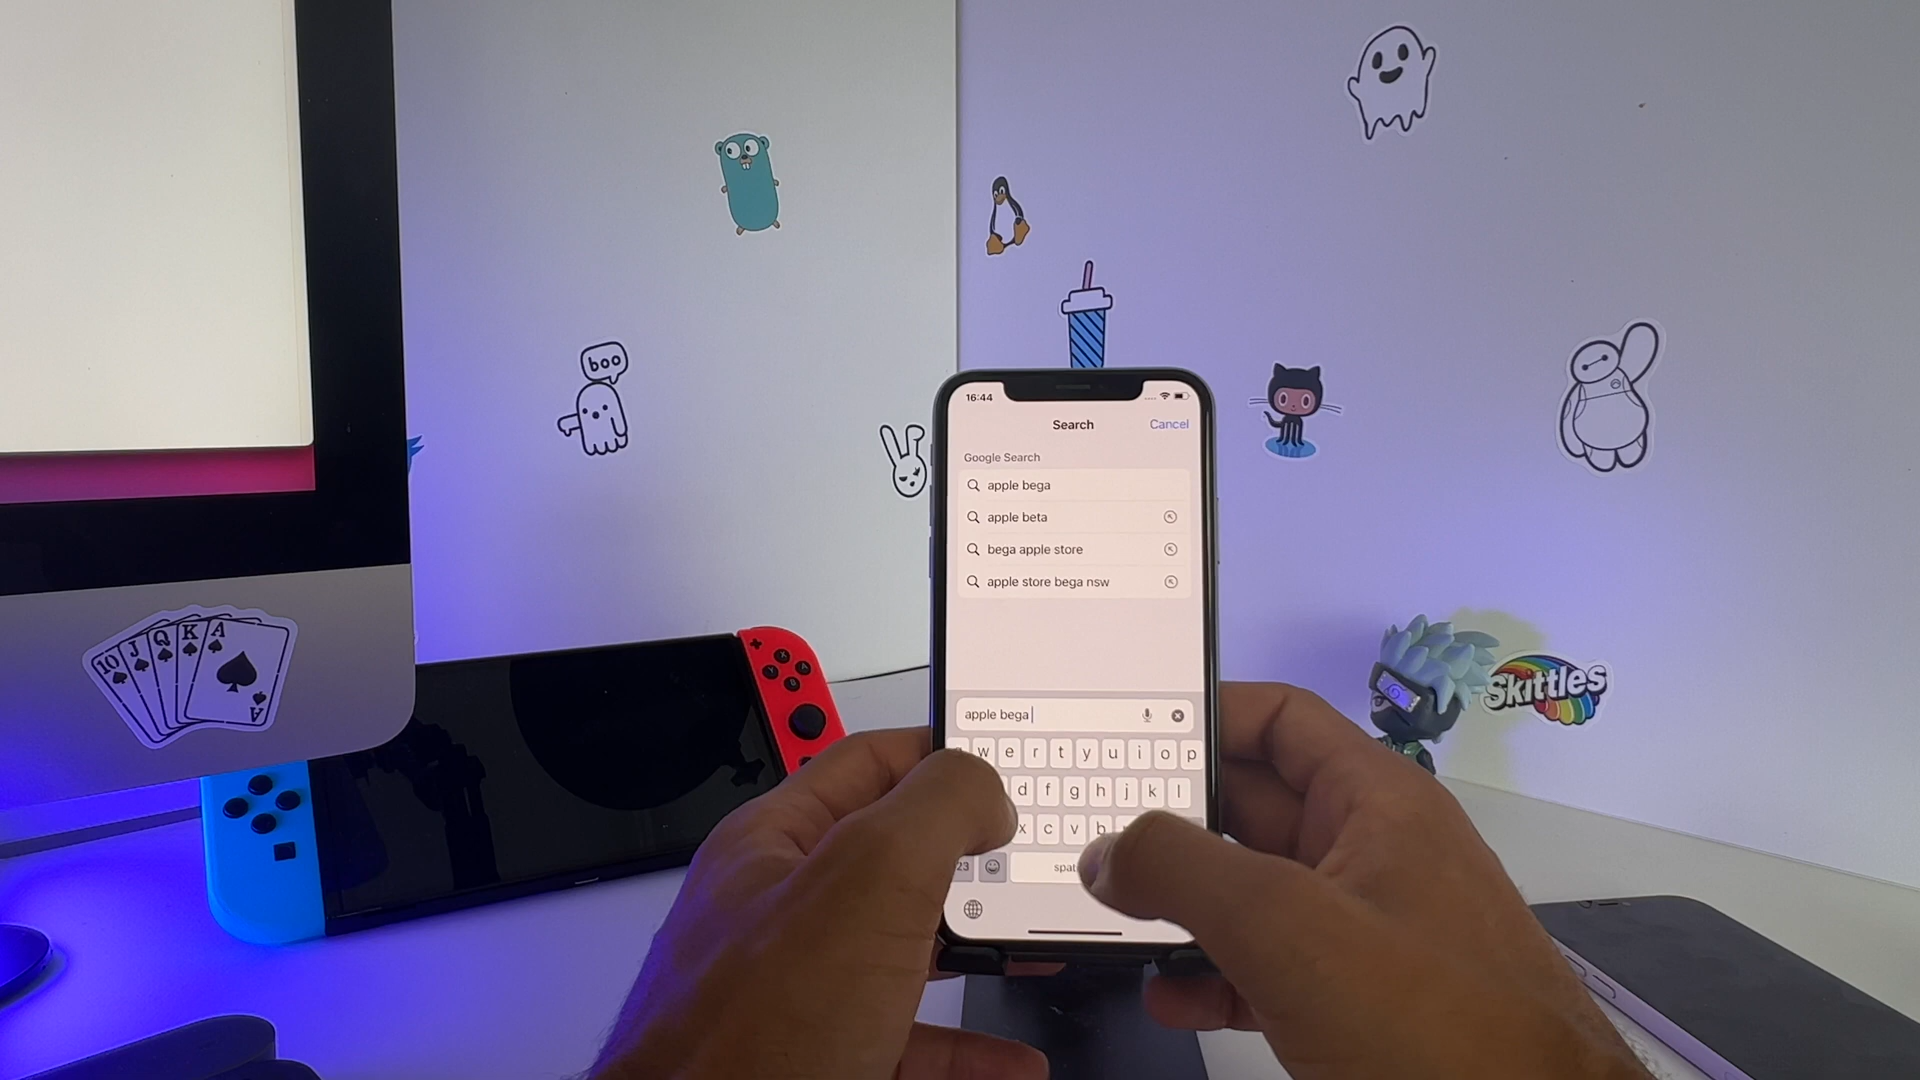 boo
16:44
Search
Cancel
Google Search
apple bega
apple beta
bega apple store
apple store bega nsw
apple bega
w e r t y u i o p
d f g h j k l
x c v b
23
10 J Q K A
A
Skittles